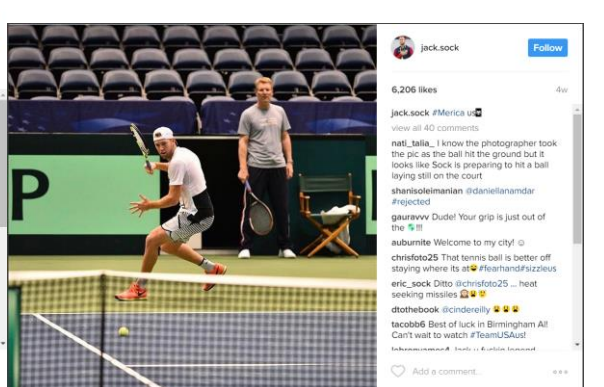 P
jack.sock
Follow
6,206 likes
4w
jack.sock #Merica us
view all 40 comments
nati_talia_ I know the photographer took
the pic as the ball hit the ground but it
looks like Sock is preparing to hit a ball
laying still on the court
shanisoleimanian @daniellanamdar
#rejected
gauravvv Dude! Your grip is just out of
the 🌎!!!
auburnite Welcome to my city! ☺
chrisfoto25 That tennis ball is better off
staying where its at😜#fearhand#sizzleus
eric_sock Ditto @chrisfoto25 ... heat
seeking missiles
dtothebook @cindereilly
tacobb6 Best of luck in Birmingham Al!
Can't wait to watch #TeamUSAus!
Add a comment...